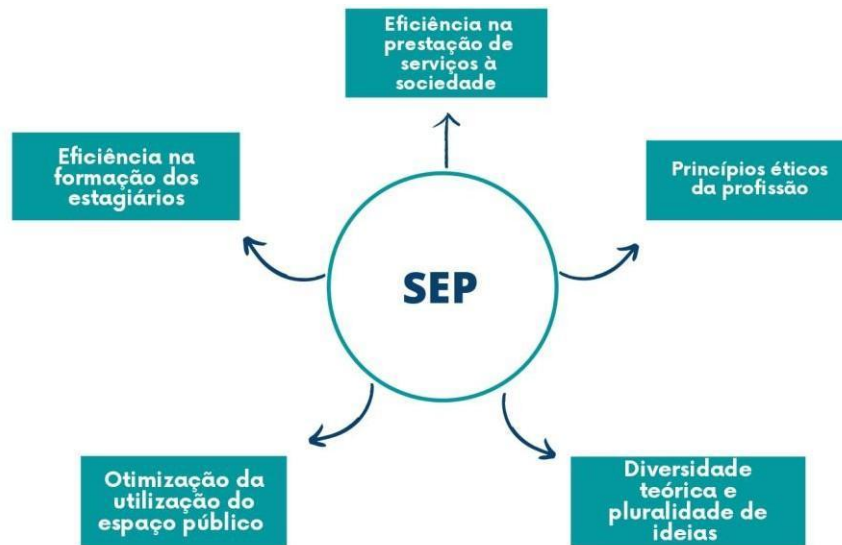 Eficiência na
prestação de
serviços à
sociedade
Eficiência na
formação dos
estagiários
Princípios éticos
da profissão
SEP
Otimização da
utilização do
espaço público
Diversidade
teórica e
pluralidade de
ideias